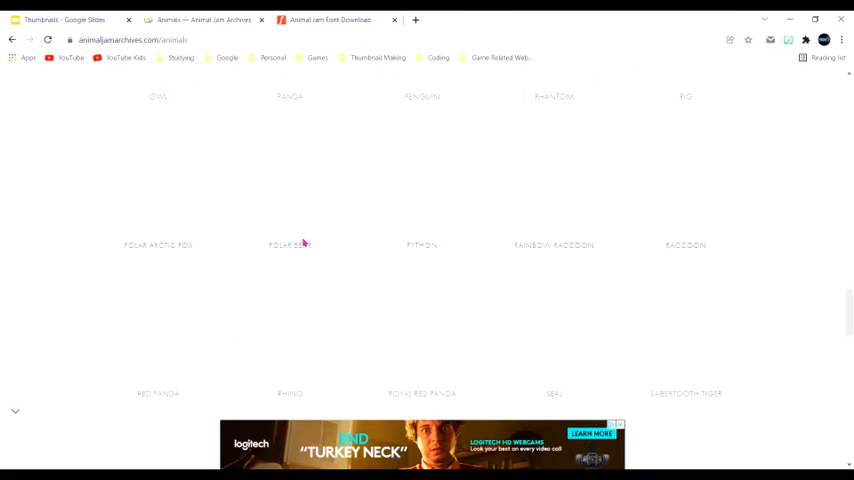 Thumbnails - Google Slides
Animals — Animal Jam Archives
Animal Jam Font Download
animaljamarchives.com/animals
Apps
YouTube
YouTube Kids
Studying
Google
Personal
Games
Thumbnail Making
Coding
Game Related Web...
Reading list
OWL
PANDA
PENGUIN
PHANTOM
PIG
POLAR ARCTIC FOX
POLAR BEAR
PYTHON
RAINBOW RACCOON
RACCOON
RED PANDA
RHINO
ROYAL RED PANDA
SEAL
SABERTOOTH TIGER
logitech
END
"TURKEY NECK"
LOGITECH HD WEBCAMS
Look your best on every video call
LEARN MORE